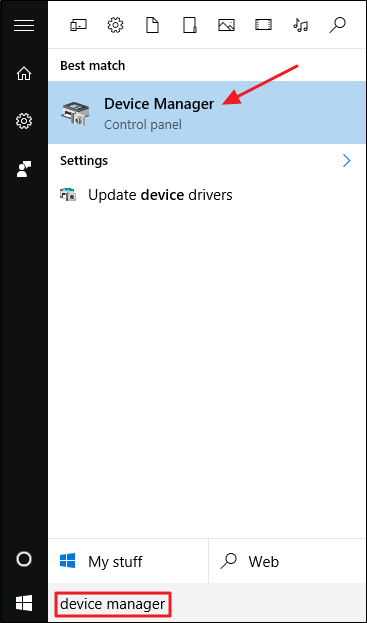 Best match
Device Manager
Control panel
Settings
Update device drivers
My stuff
Web
device manager